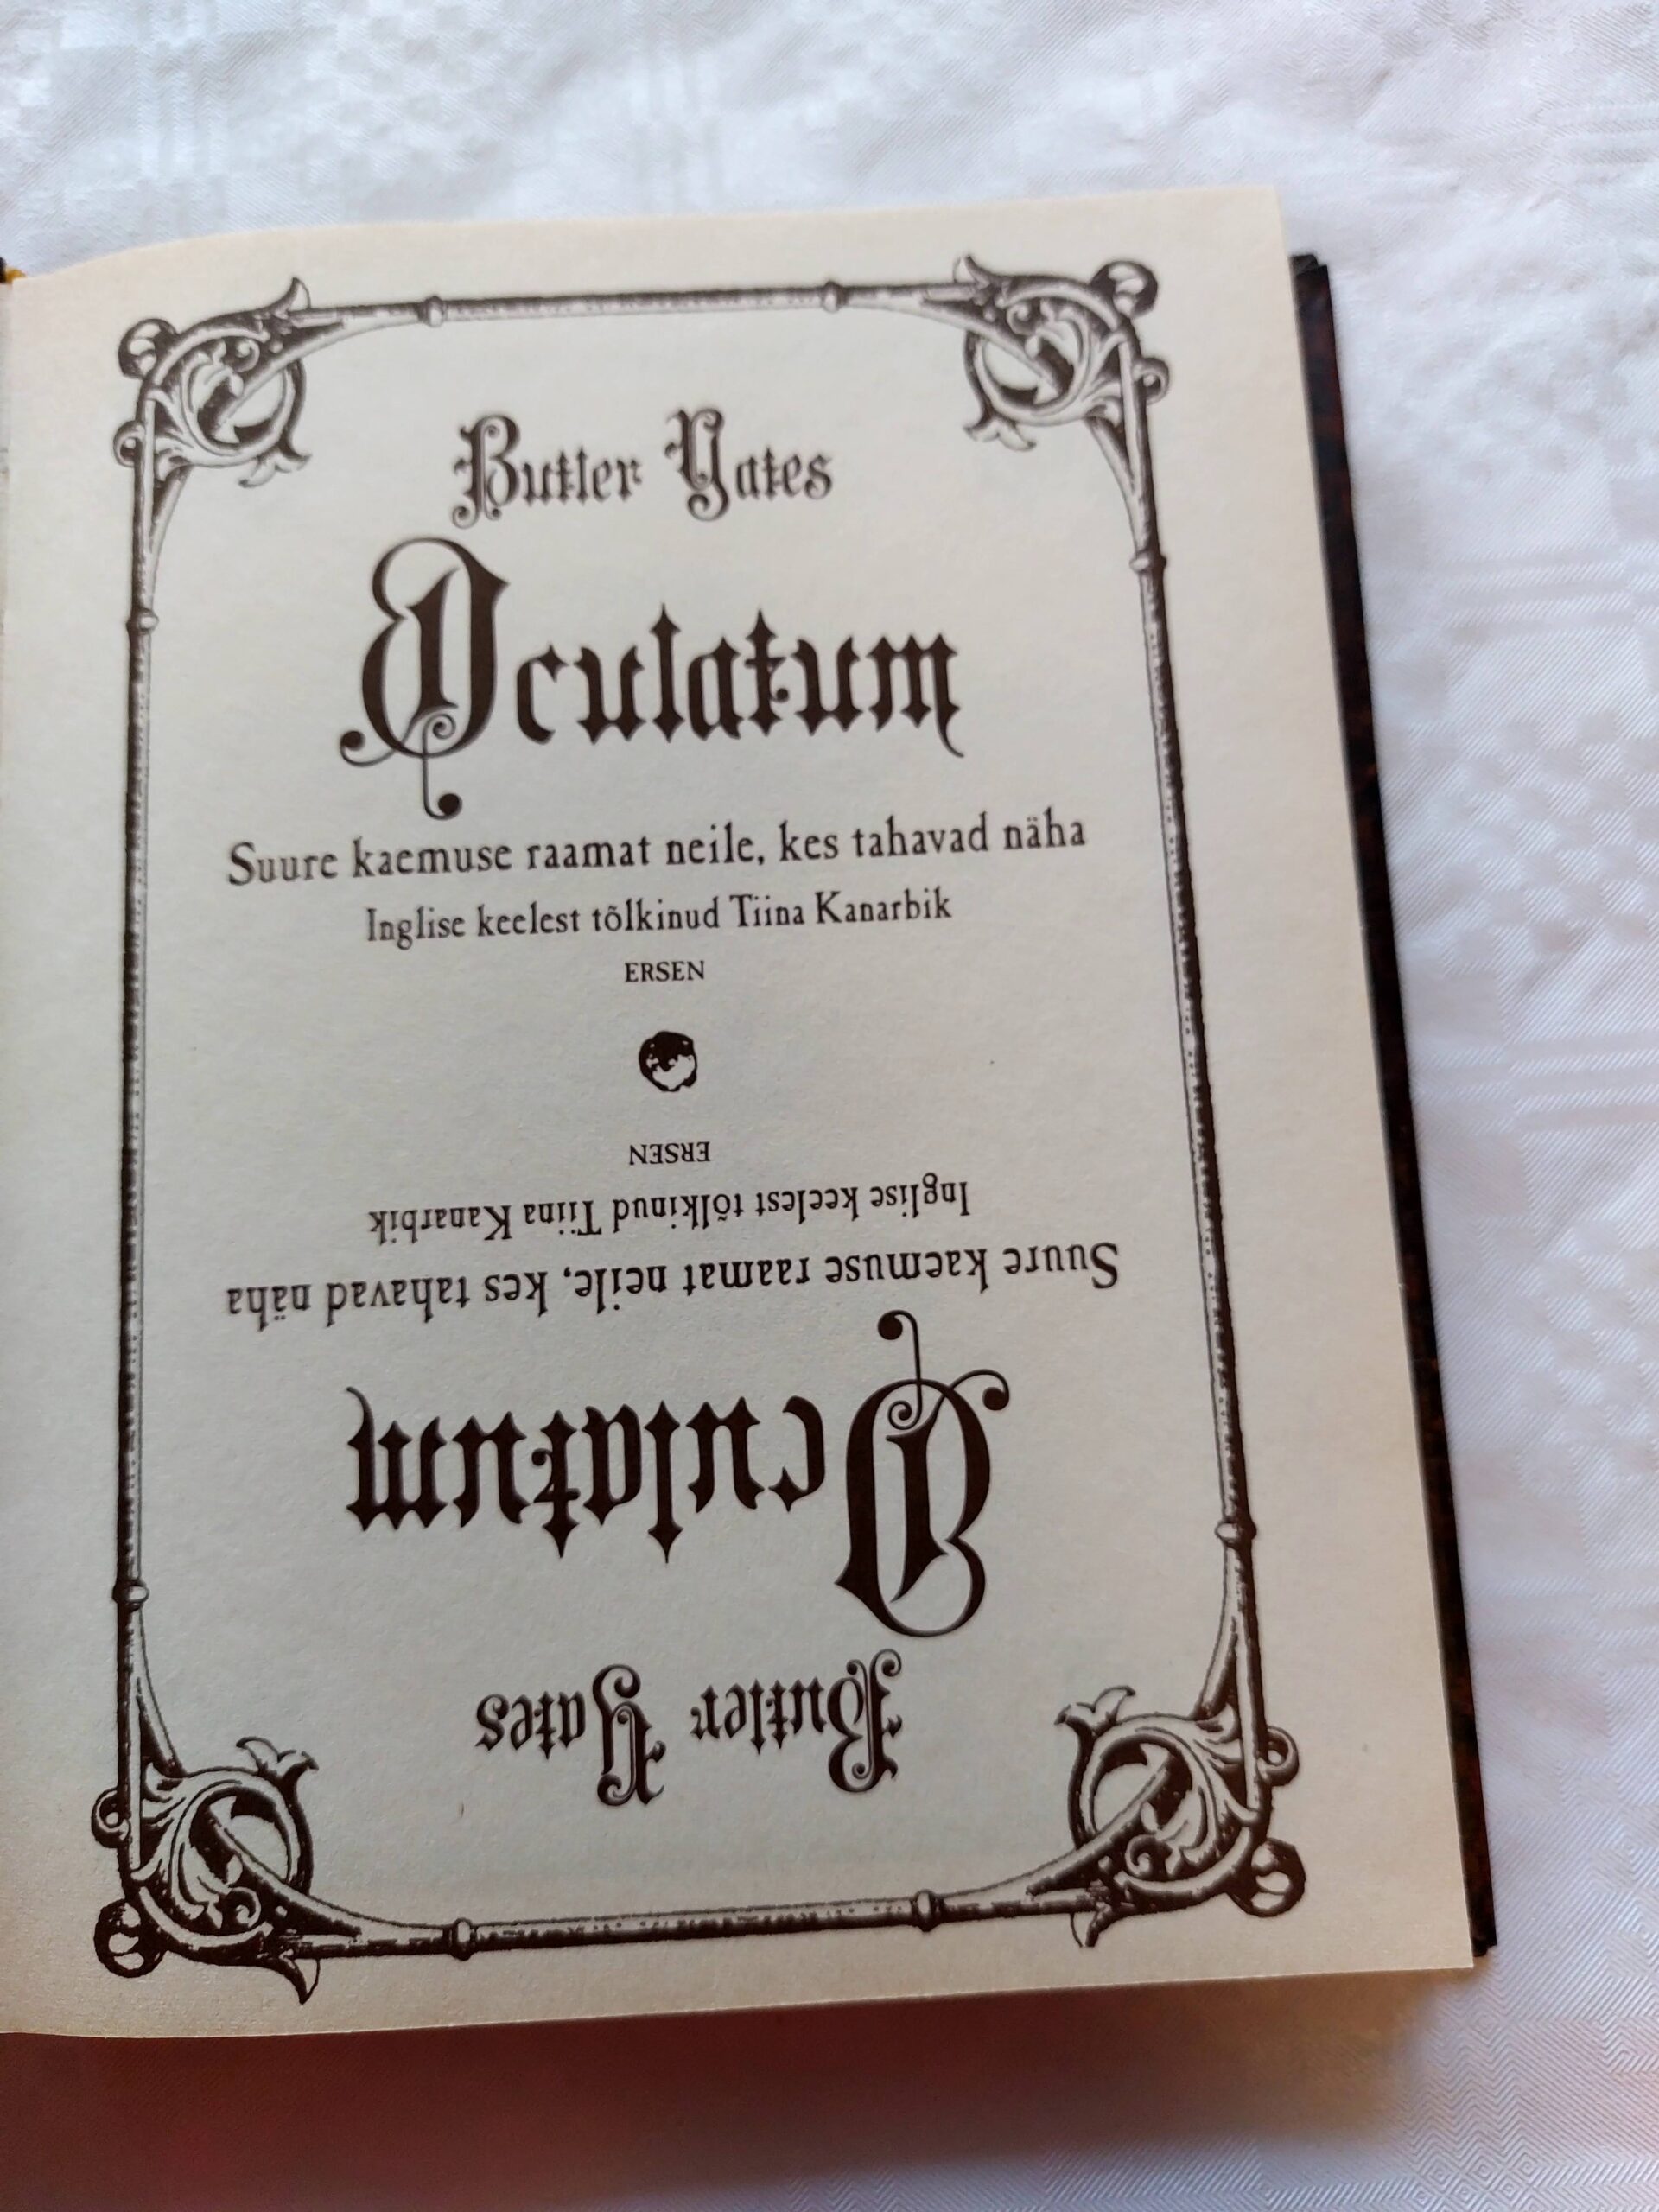 Butler Yates
Oculatum
Suure kaemuse raamat neile, kes tahavad näha
Inglise keelest tõlkinud Tiina Kanarbik
ERSEN
ERSEN
Inglise keelest tõlkinud Tiina Kanarbik
Suure kaemuse raamat neile, kes tahavad näha
Oculatum
Butler Yates